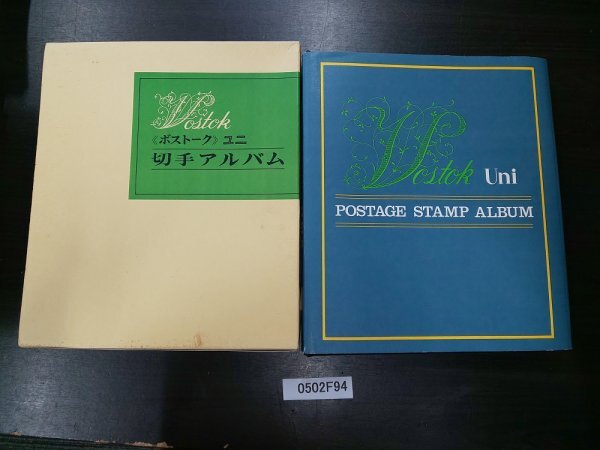 Vostok
《ボストーク》ユニ
切手アルバム
Vostok Uni
POSTAGE STAMP ALBUM
0502F94